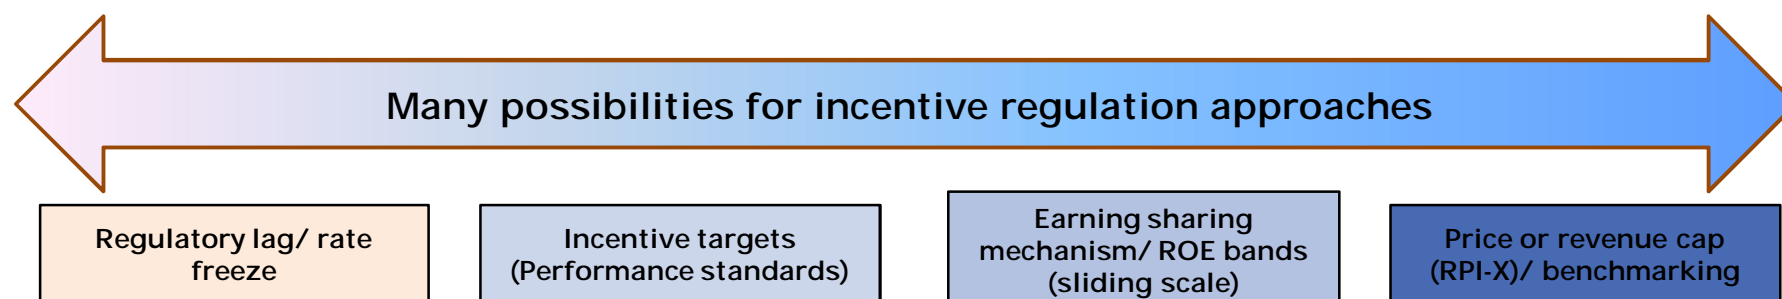 Many possibilities for incentive regulation approaches
Regulatory lag/ rate
freeze
Incentive targets
(Performance standards)
Earning sharing
mechanism/ ROE bands
(sliding scale)
Price or revenue cap
(RPI-X)/ benchmarking